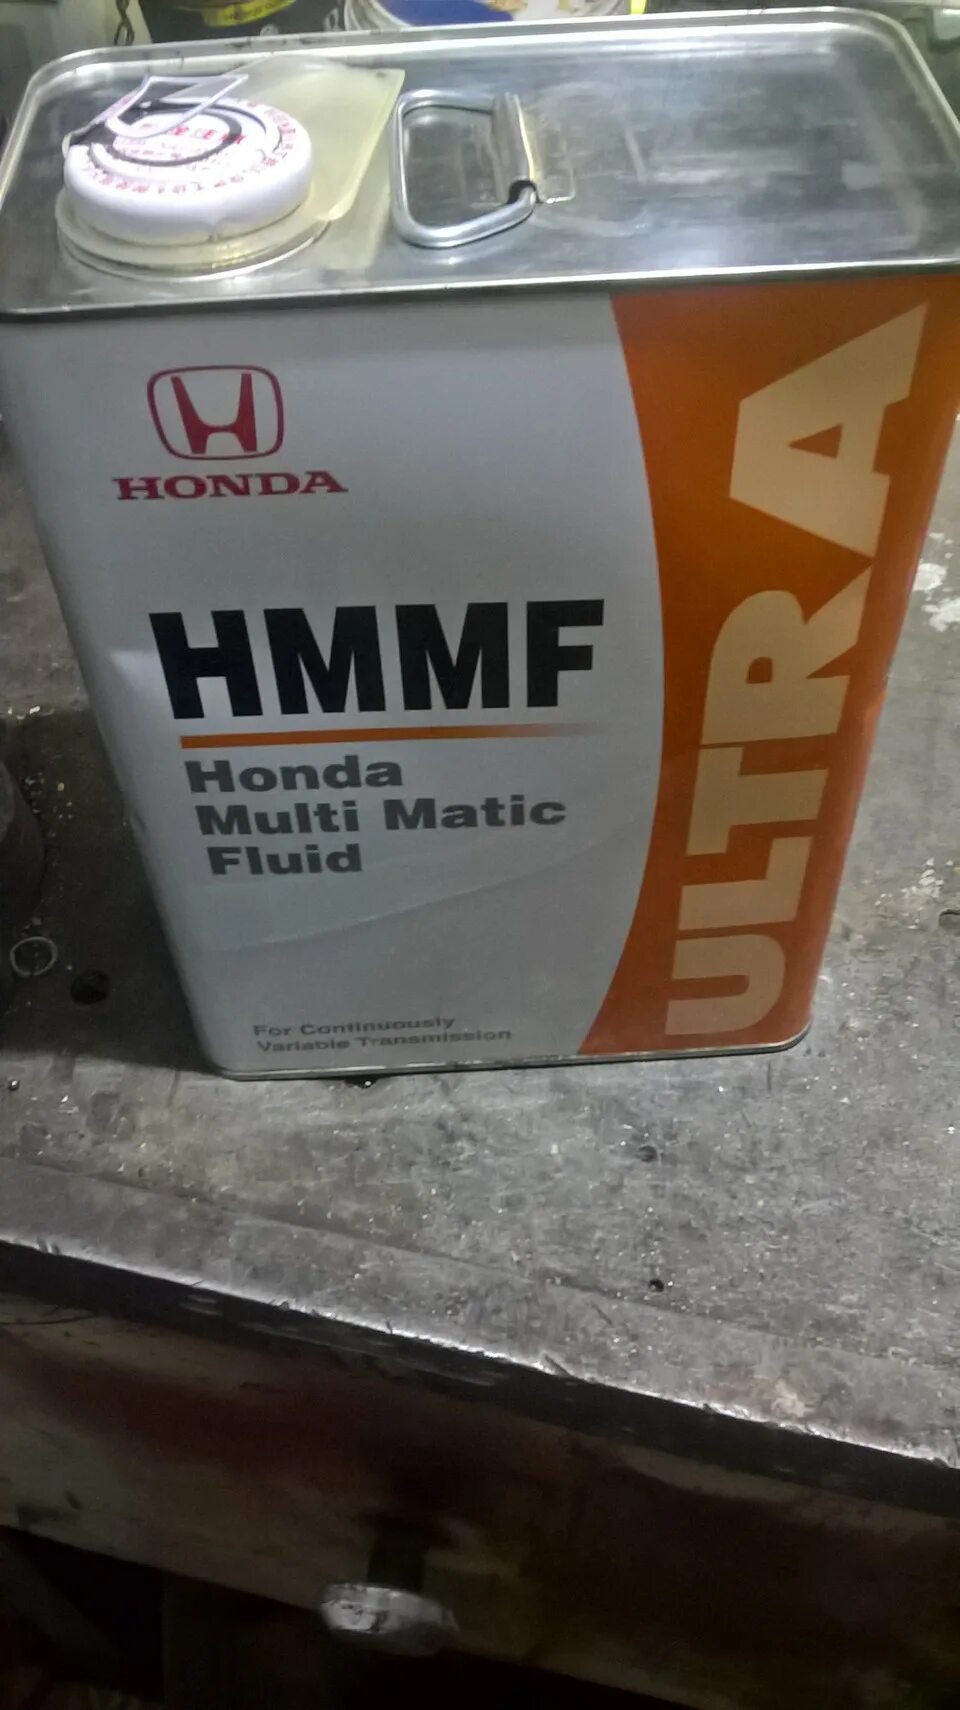 HONDA
HMMF
Honda
Multi Matic
Fluid
For Continuously
Variable Transmission
ULTRA